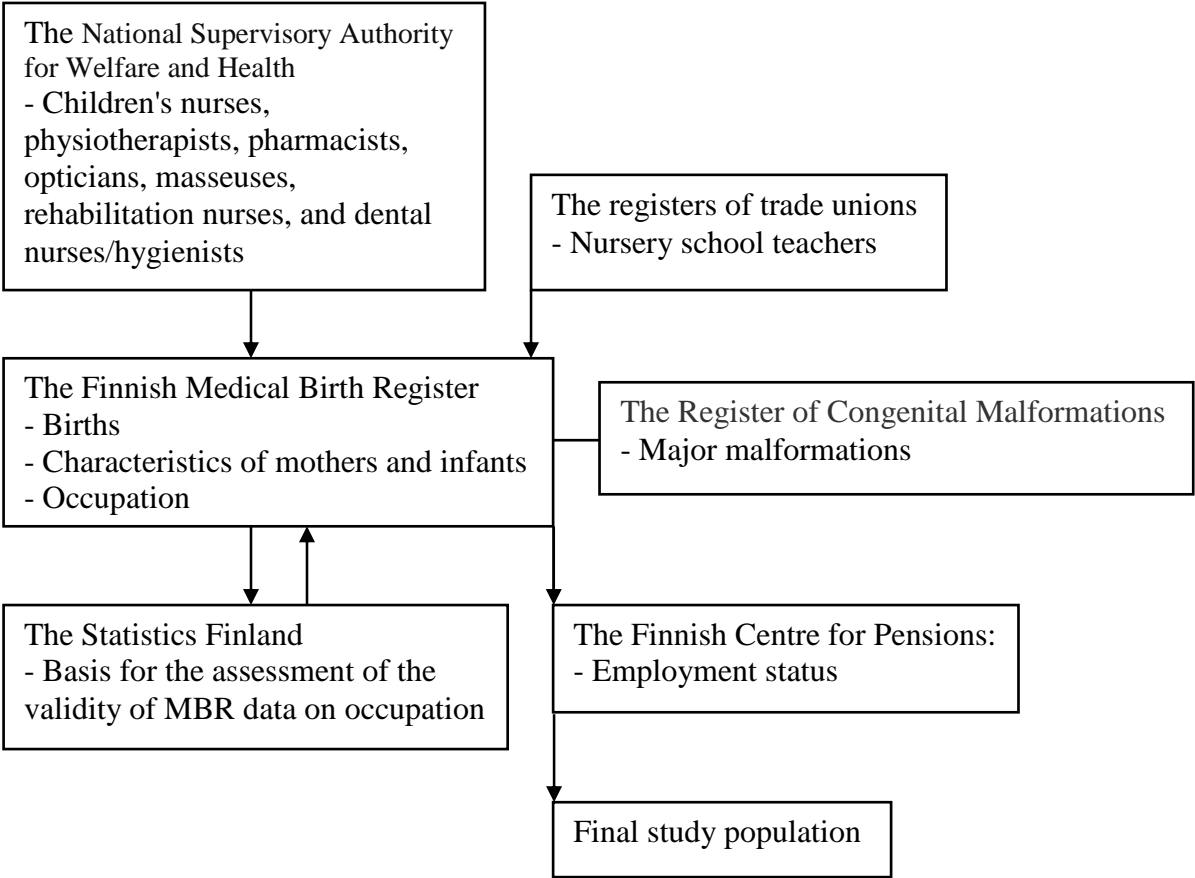 The National Supervisory Authority
for Welfare and Health
- Children's nurses,
physiotherapists, pharmacists,
opticians, masseuses,
rehabilitation nurses, and dental
nurses/hygienists
The registers of trade unions
- Nursery school teachers
The Finnish Medical Birth Register
- Births
- Characteristics of mothers and infants
- Occupation
The Register of Congenital Malformations
- Major malformations
The Statistics Finland
- Basis for the assessment of the
validity of MBR data on occupation
The Finnish Centre for Pensions:
- Employment status
Final study population